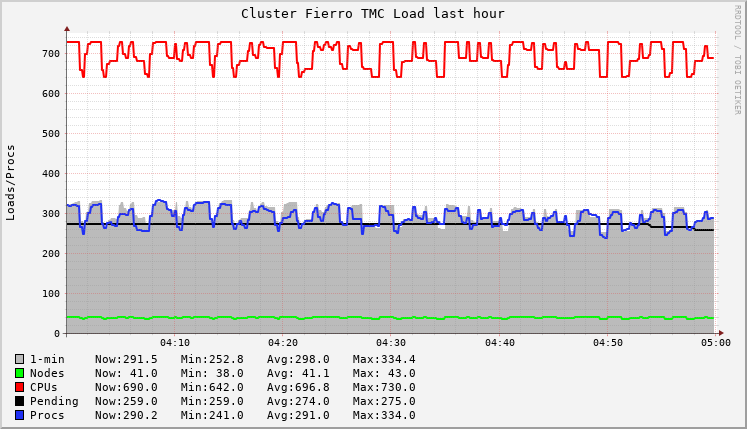 Cluster Fierro TMC Load last hour
RRDTOOL / TOBI OETIKER
Loads/Procs
700
600
500
400
300
200
100
0
04:10 04:20 04:30 04:40 04:50 05:00
1-min Now:291.5 Min:252.8 Avg:298.0 Max:334.4
Nodes Now: 41.0 Min: 38.0 Avg: 41.1 Max: 43.0
CPUs Now:690.0 Min:642.0 Avg:696.8 Max:730.0
Pending Now:259.0 Min:259.0 Avg:274.0 Max:275.0
Procs Now:290.2 Min:241.0 Avg:291.0 Max:334.0